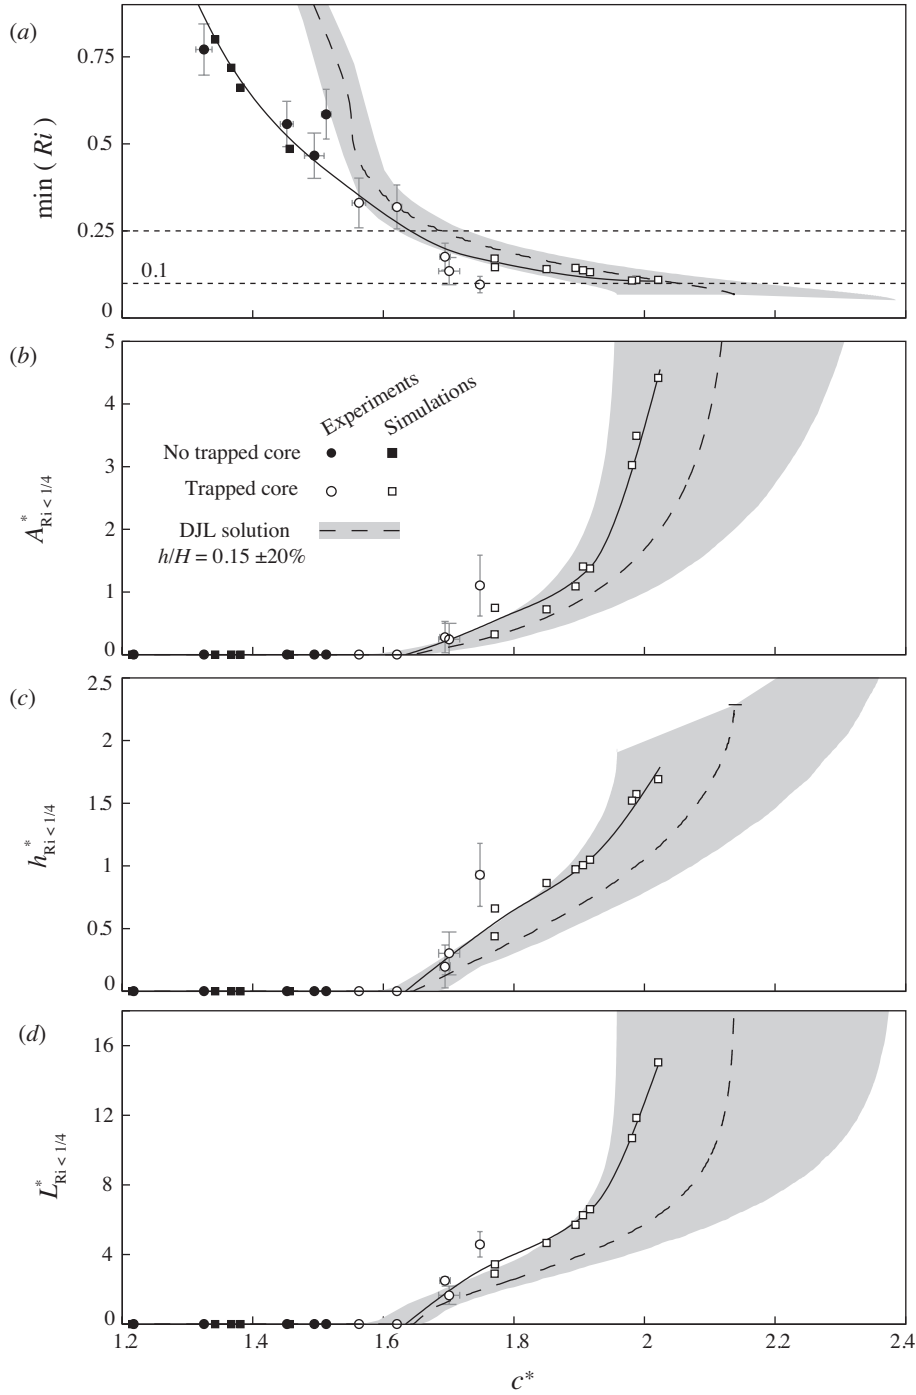 (a)
0.75
0.5
0.25
0.1
0
min ( Ri )
(b)
5
4
3
2
1
0
A*Ri < 1/4
Experiments
Simulations
No trapped core
Trapped core
DJL solution
h/H = 0.15 ±20%
(c)
2.5
2
1.5
1
0.5
0
h*Ri < 1/4
(d)
16
12
8
4
0
L*Ri < 1/4
1.2 1.4 1.6 1.8 2 2.2 2.4
c*